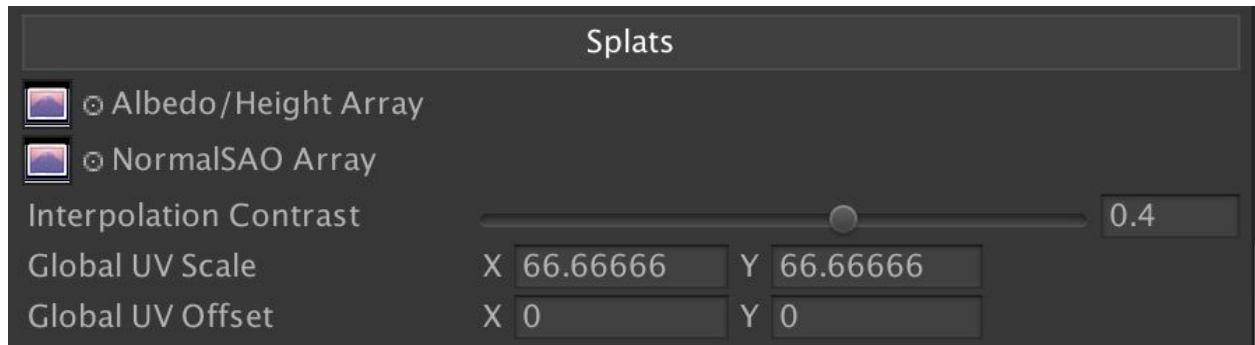 Splats
Albedo/Height Array
NormalSAO Array
Interpolation Contrast 0.4
Global UV Scale X 66.66666 Y 66.66666
Global UV Offset X 0 Y 0